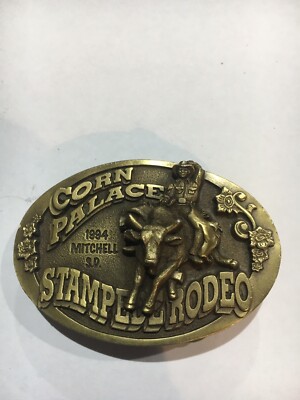 CORN
PALACE
1994
MITCHELL
S.D.
STAMPEDE RODEO